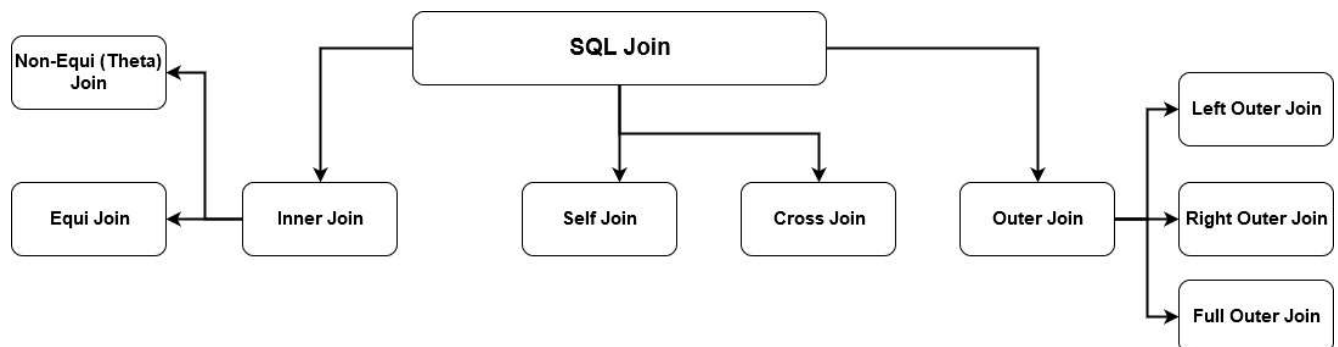 SQL Join
Non-Equi (Theta)
Join
Left Outer Join
Equi Join
Inner Join
Self Join
Cross Join
Outer Join
Right Outer Join
Full Outer Join